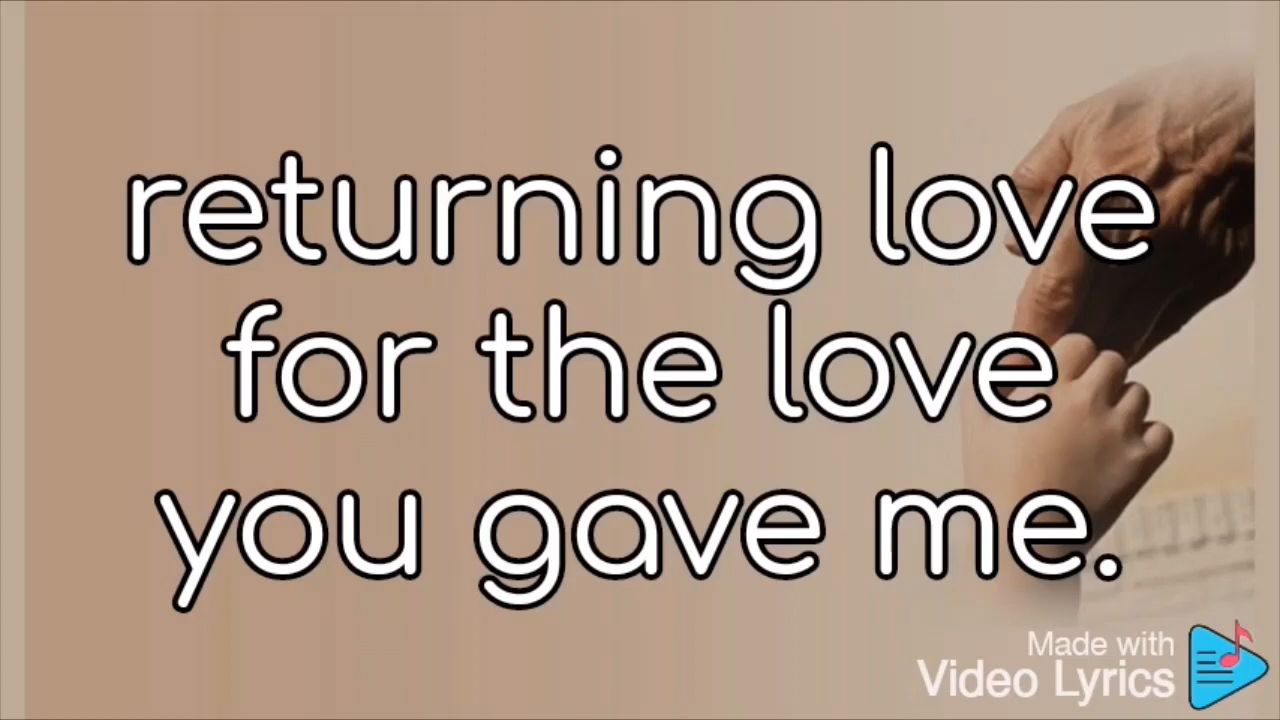 returning love
for the love
you gave me.
Made with
Video Lyrics